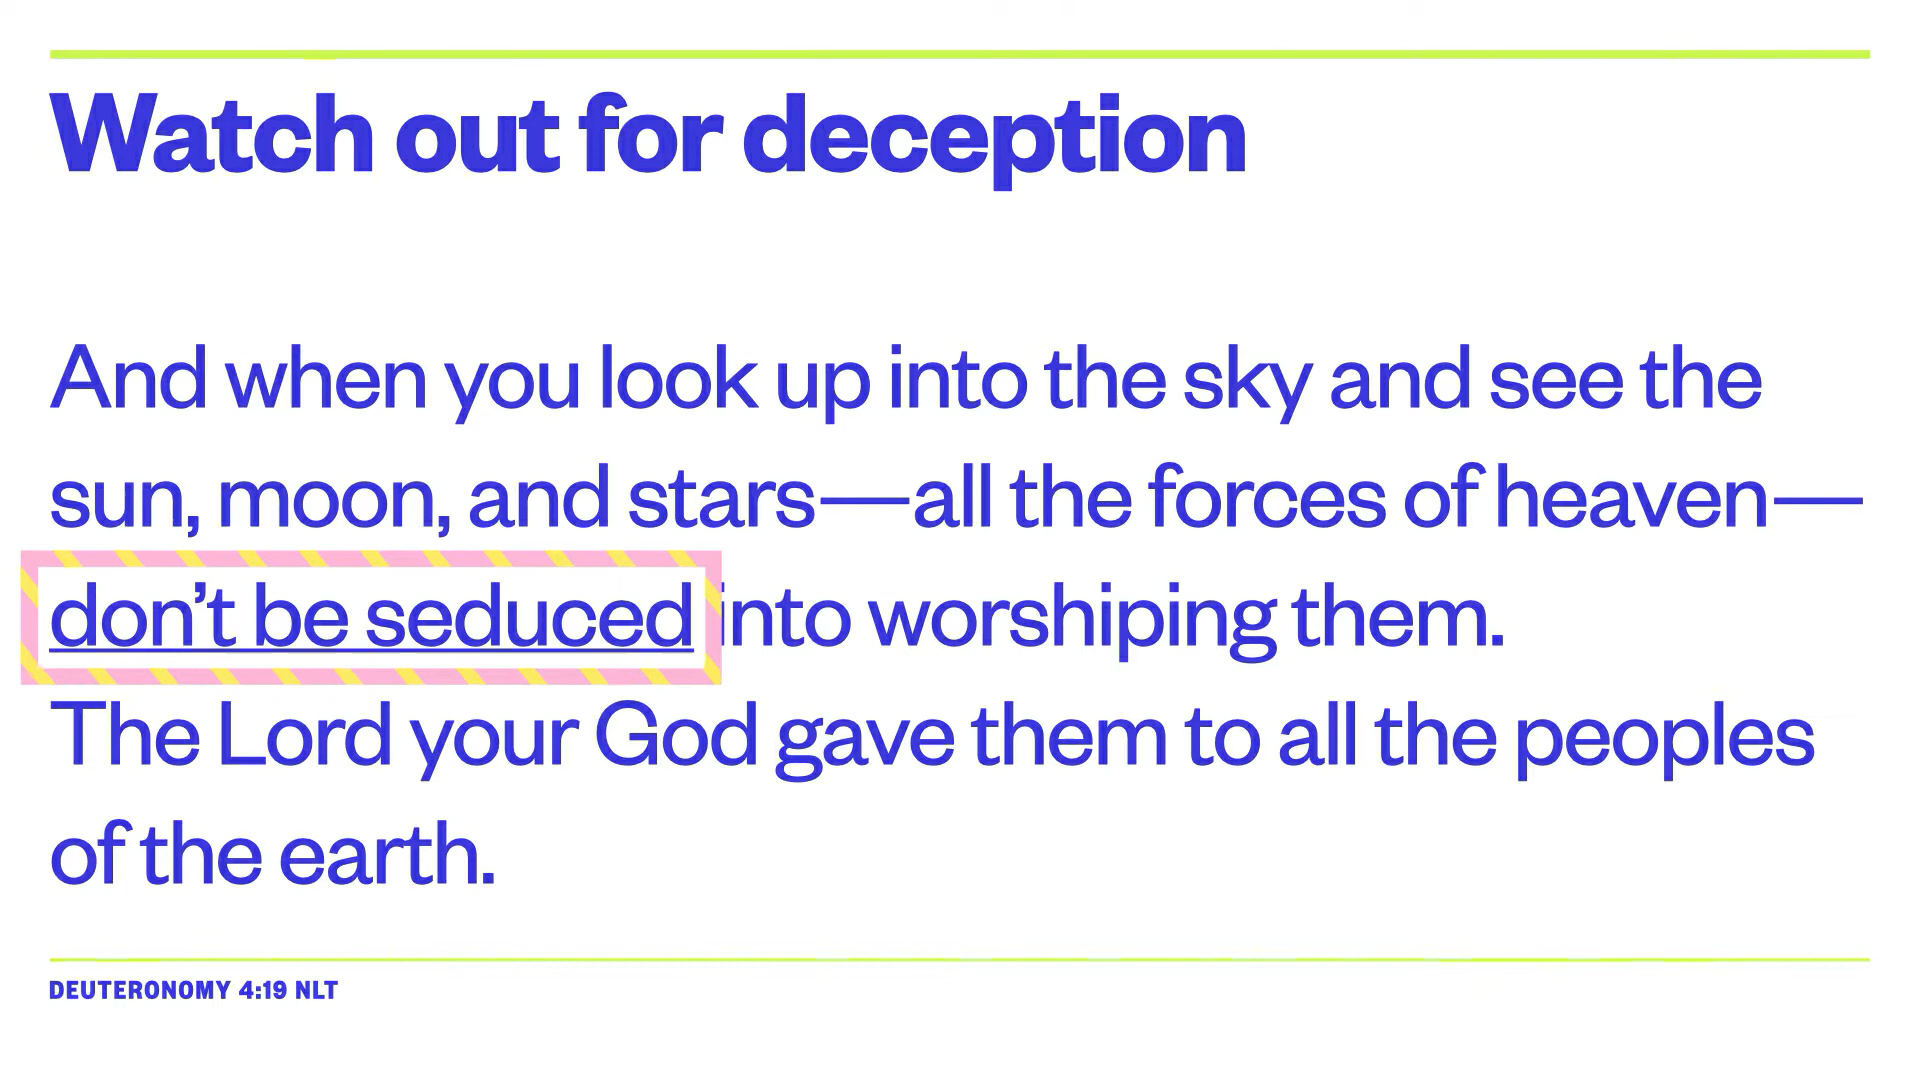 Watch out for deception
And when you look up into the sky and see the
sun, moon, and stars—all the forces of heaven—
don’t be seduced into worshiping them.
The Lord your God gave them to all the peoples
of the earth.
DEUTERONOMY 4:19 NLT